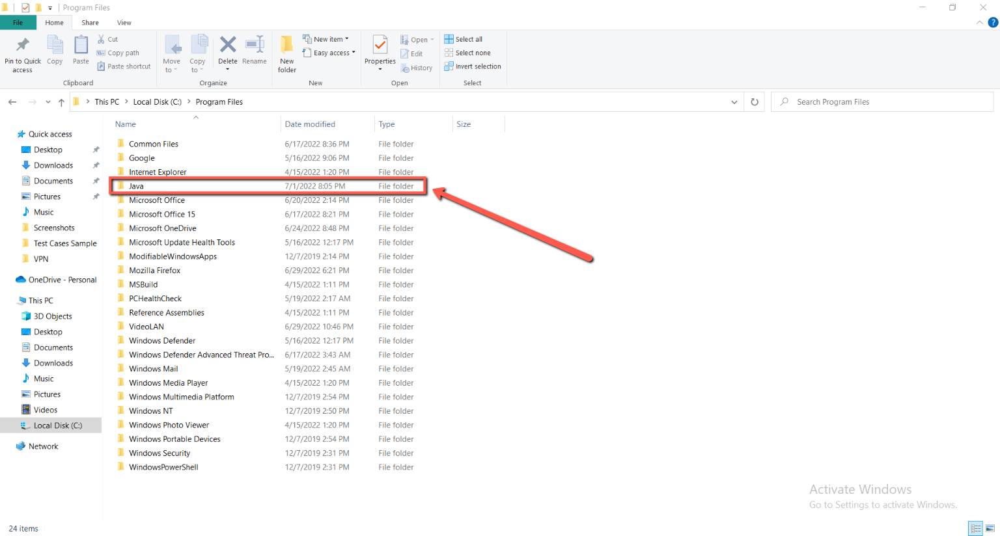 Program Files
File Home Share View
Pin to Quick access
Copy
Paste
Cut
Copy path
Paste shortcut
Clipboard
Move to
Copy to
Delete
Rename
Organize
New folder
New item
Easy access
New
Properties
Open
Edit
History
Open
Select all
Select none
Invert selection
Select
This PC > Local Disk (C:) > Program Files
Search Program Files
Quick access
Desktop
Downloads
Documents
Pictures
Music
Screenshots
Test Cases Sample
VPN
OneDrive - Personal
This PC
3D Objects
Desktop
Documents
Downloads
Music
Pictures
Videos
Local Disk (C:)
Network
Name Date modified Type Size
Common Files 6/17/2022 8:36 PM File folder
Google 5/16/2022 9:06 PM File folder
Internet Explorer 4/15/2022 1:20 PM File folder
Java 7/1/2022 8:05 PM File folder
Microsoft Office 6/20/2022 2:14 PM File folder
Microsoft Office 15 6/17/2022 8:21 PM File folder
Microsoft OneDrive 6/24/2022 8:48 PM File folder
Microsoft Update Health Tools 5/16/2022 12:17 PM File folder
ModifiableWindowsApps 12/7/2019 2:14 PM File folder
Mozilla Firefox 6/29/2022 6:21 PM File folder
MSBuild 4/15/2022 1:11 PM File folder
PCHealthCheck 5/19/2022 2:17 AM File folder
Reference Assemblies 4/15/2022 1:11 PM File folder
VideoLAN 6/29/2022 10:46 PM File folder
Windows Defender 5/16/2022 12:17 PM File folder
Windows Defender Advanced Threat Pro... 6/17/2022 3:43 AM File folder
Windows Mail 5/19/2022 2:45 AM File folder
Windows Media Player 4/15/2022 1:20 PM File folder
Windows Multimedia Platform 12/7/2019 2:54 PM File folder
Windows NT 12/7/2019 2:50 PM File folder
Windows Photo Viewer 4/15/2022 1:20 PM File folder
Windows Portable Devices 12/7/2019 2:54 PM File folder
Windows Security 12/7/2019 2:31 PM File folder
WindowsPowerShell 12/7/2019 2:31 PM File folder
Activate Windows
Go to Settings to activate Windows.
24 items